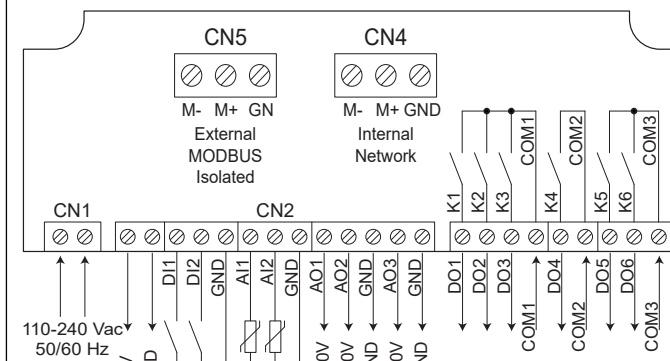 CN5
CN4
M- M+ GN
M- M+ GND
External
MODBUS
Isolated
Internal
Network
K1
K2
K3
COM1
K4
COM2
K5
K6
COM3
CN1
CN2
DI1
DI2
GND
AI1
AI2
GND
AO1
AO2
GND
AO3
GND
DO1
DO2
DO3
COM1
DO4
COM2
DO5
DO6
COM3
110-240 Vac
50/60 Hz